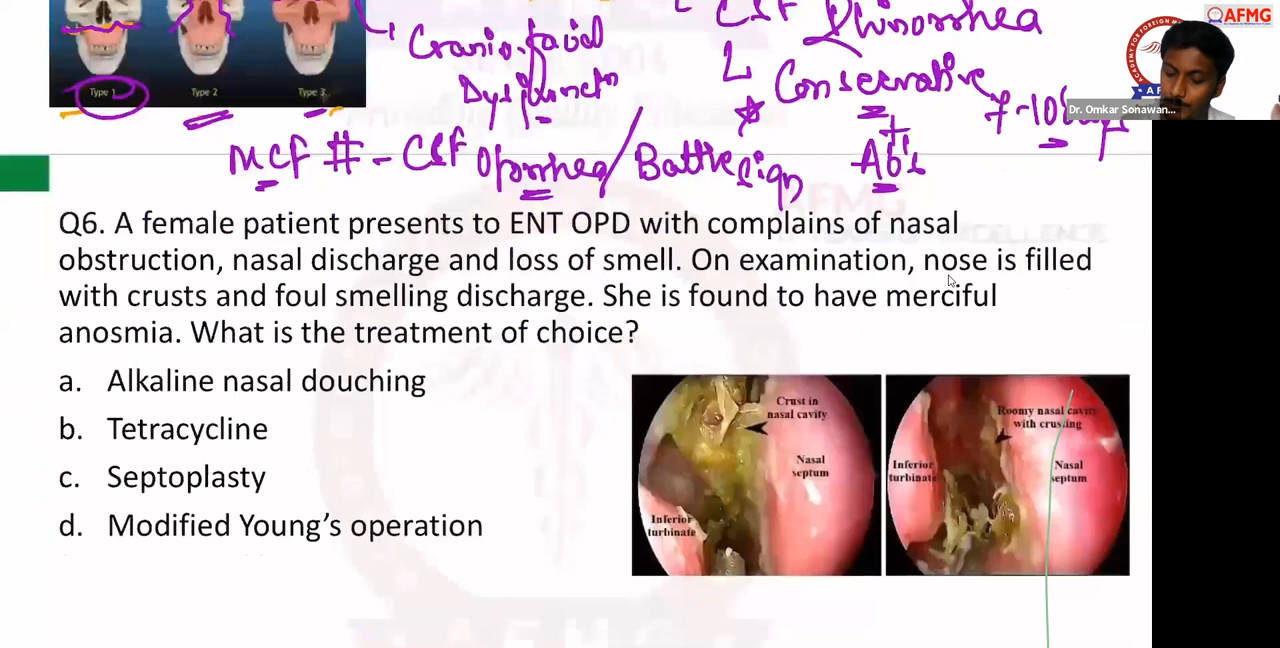 AFMG
Type 1
Type 2
Type 3
Cranio-facial
Dysjunctn
CSF Rhinorrhea
Conservative
7-10 days
+
Abs
MCF # - CSF Otorrhea / Battle sign
Dr. Omkar Sonawan...
Q6. A female patient presents to ENT OPD with complains of nasal
obstruction, nasal discharge and loss of smell. On examination, nose is filled
with crusts and foul smelling discharge. She is found to have merciful
anosmia. What is the treatment of choice?
a. Alkaline nasal douching
b. Tetracycline
c. Septoplasty
d. Modified Young's operation
Crust in
nasal cavity
Nasal
septum
Inferior
turbinate
Roomy nasal cavity
with crusting
Inferior
turbinate
Nasal
septum